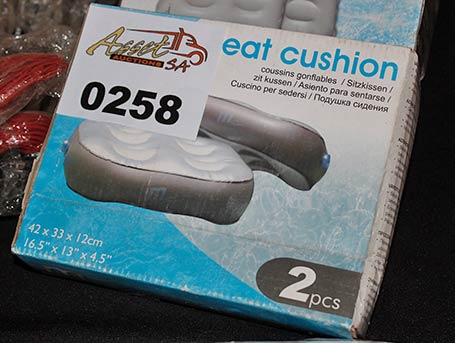 Asset
AUCTIONS SA
0258
eat cushion
coussins gonflables / Sitzkissen /
zit kussen / Asiento para sentarse /
Cuscino per sedersi / Подушка сидения
42 x 33 x 12cm
16.5" x 13" x 4.5"
2pcs